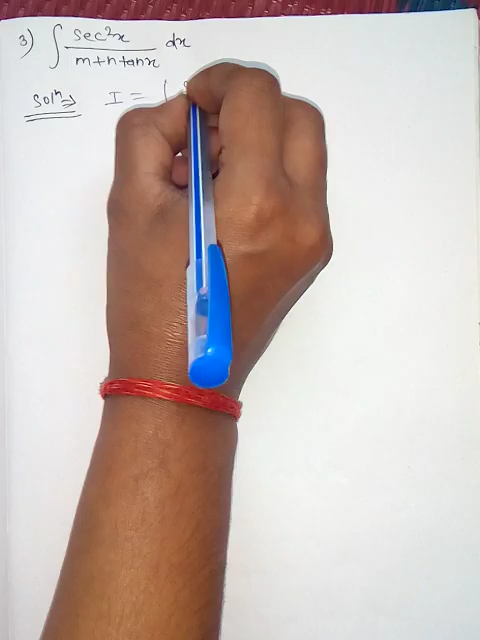 3) ∫ sec²x / m+n tanx dx
Solⁿ⇒ I = ∫